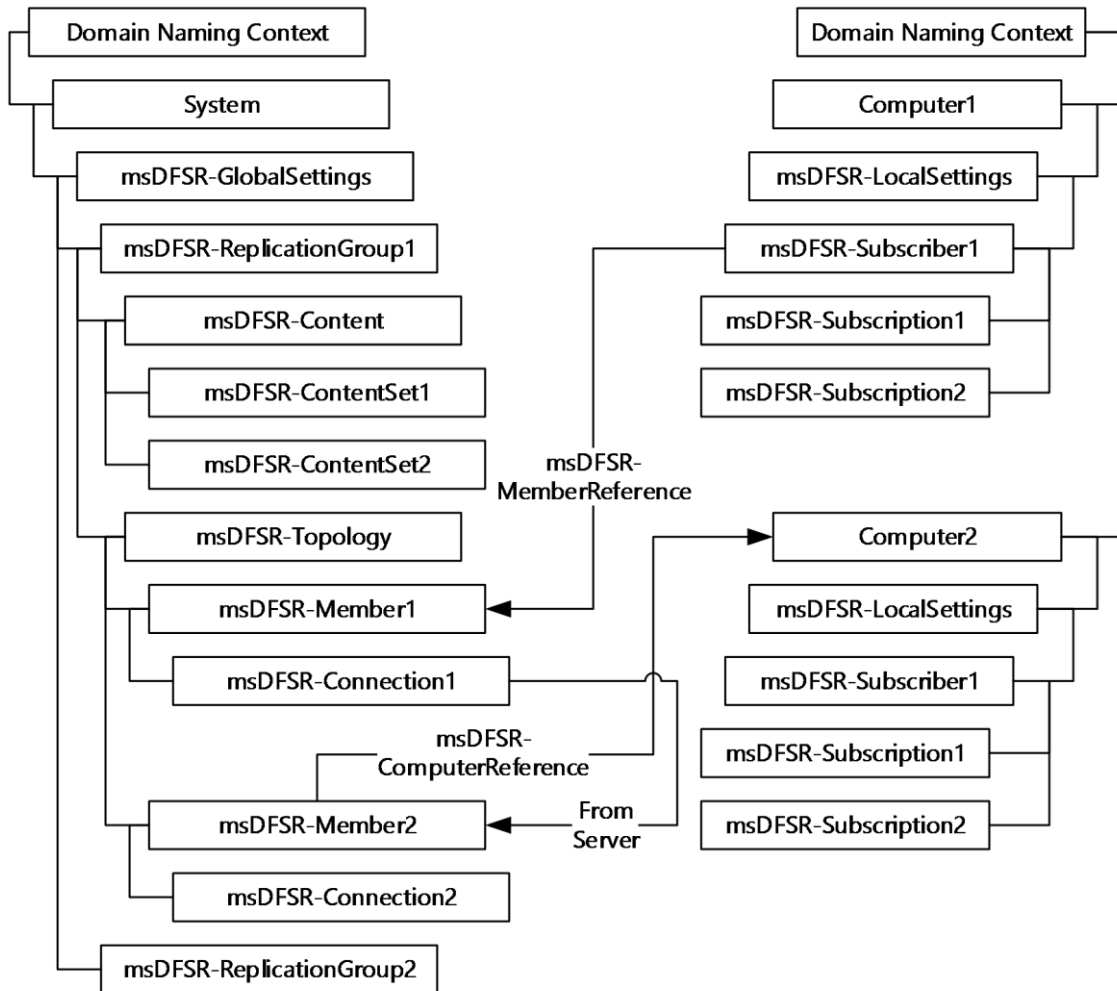 Domain Naming Context
System
msDFSR-GlobalSettings
msDFSR-ReplicationGroup1
msDFSR-Content
msDFSR-ContentSet1
msDFSR-ContentSet2
msDFSR-Topology
msDFSR-Member1
msDFSR-Connection1
msDFSR-
ComputerReference
msDFSR-Member2
From
Server
msDFSR-Connection2
msDFSR-ReplicationGroup2
msDFSR-
MemberReference
Domain Naming Context
Computer1
msDFSR-LocalSettings
msDFSR-Subscriber1
msDFSR-Subscription1
msDFSR-Subscription2
Computer2
msDFSR-LocalSettings
msDFSR-Subscriber1
msDFSR-Subscription1
msDFSR-Subscription2